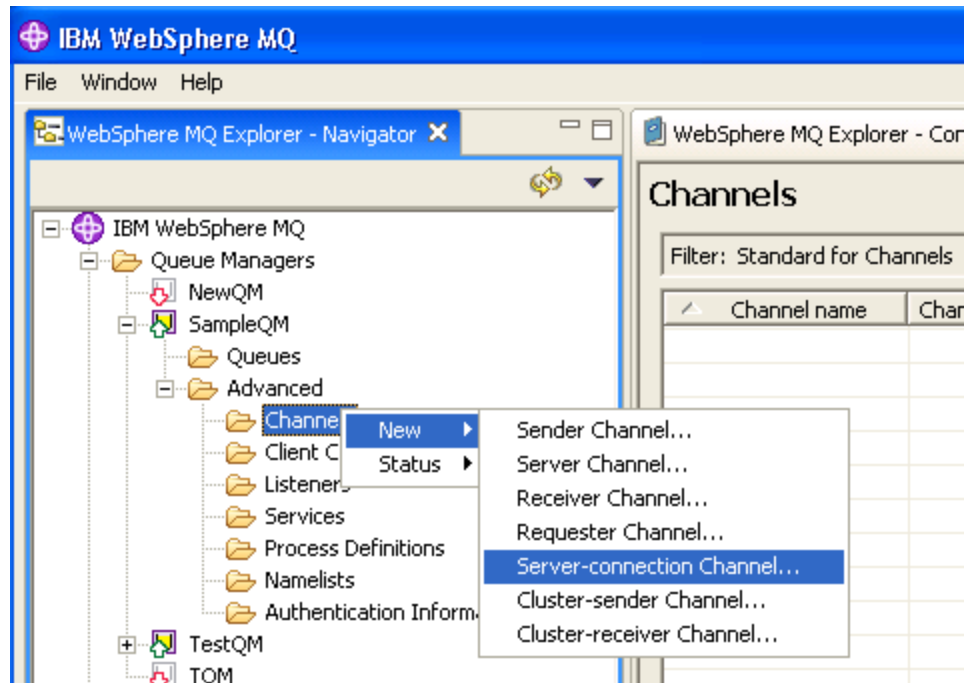 IBM WebSphere MQ
File Window Help
WebSphere MQ Explorer - Navigator
WebSphere MQ Explorer - Con
Channels
Filter: Standard for Channels
Channel name
Chan
IBM WebSphere MQ
Queue Managers
NewQM
SampleQM
Queues
Advanced
Channe
Client C
Listeners
Services
Process Definitions
Namelists
Authentication Inform
TestQM
TOM
New
Status
Sender Channel...
Server Channel...
Receiver Channel...
Requester Channel...
Server-connection Channel...
Cluster-sender Channel...
Cluster-receiver Channel...